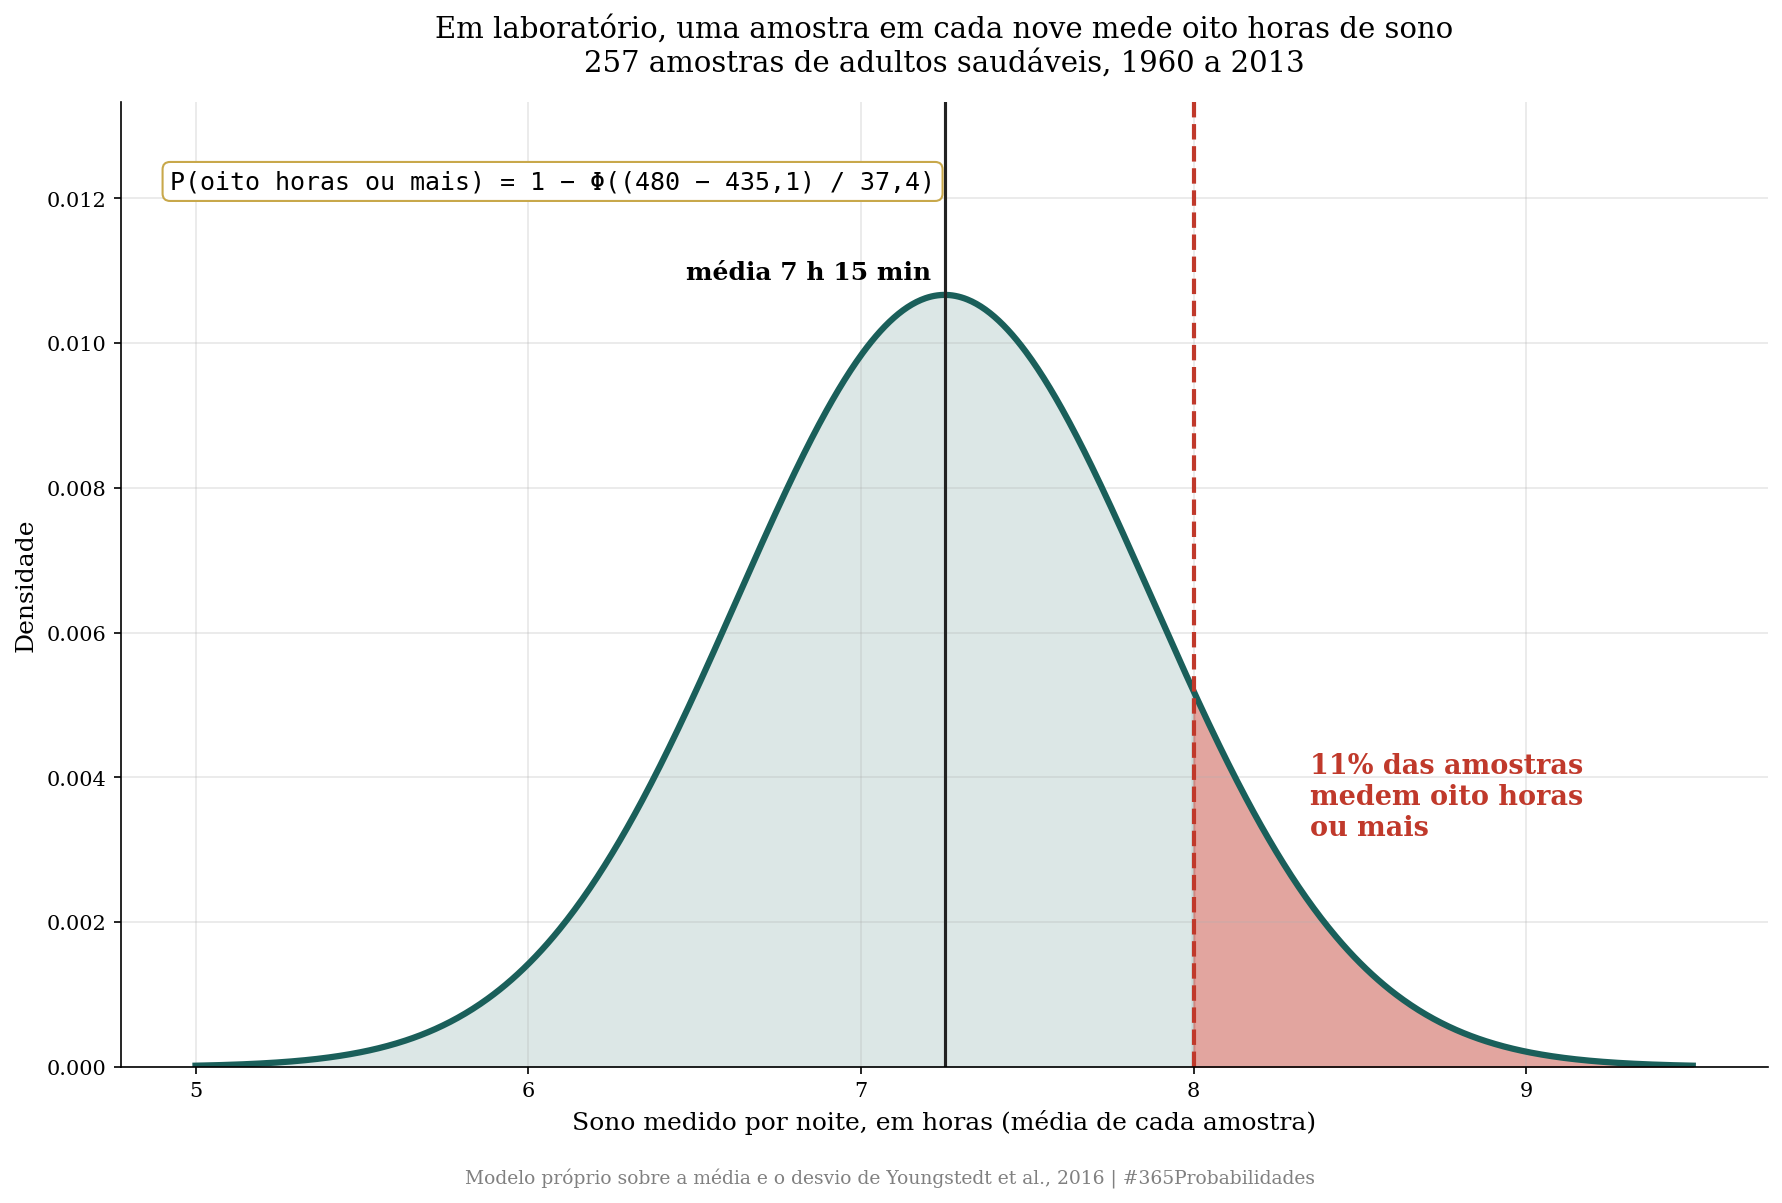 Em laboratório, uma amostra em cada nove mede oito horas de sono
257 amostras de adultos saudáveis, 1960 a 2013
P(oito horas ou mais) = 1 − Φ((480 − 435,1) / 37,4)
média 7 h 15 min
11% das amostras
medem oito horas
ou mais
Densidade
0.012
0.010
0.008
0.006
0.004
0.002
0.000
5 6 7 8 9
Sono medido por noite, em horas (média de cada amostra)
Modelo próprio sobre a média e o desvio de Youngstedt et al., 2016 | #365Probabilidades